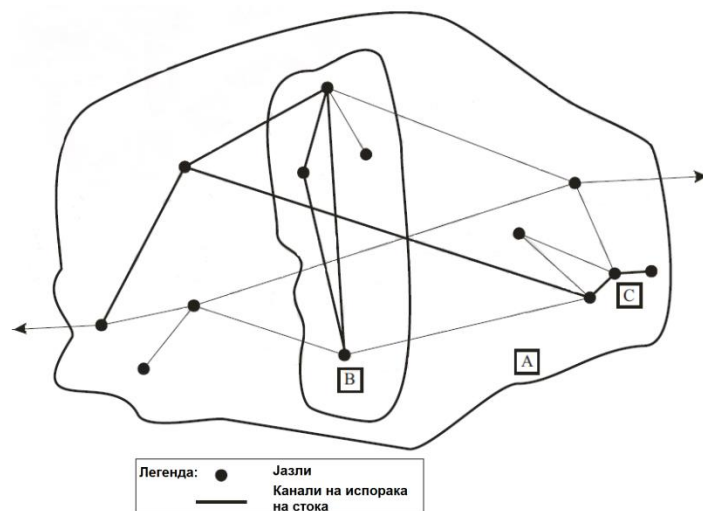 C
A
B
Легенда: Јазли
Канали на испорака
на стока